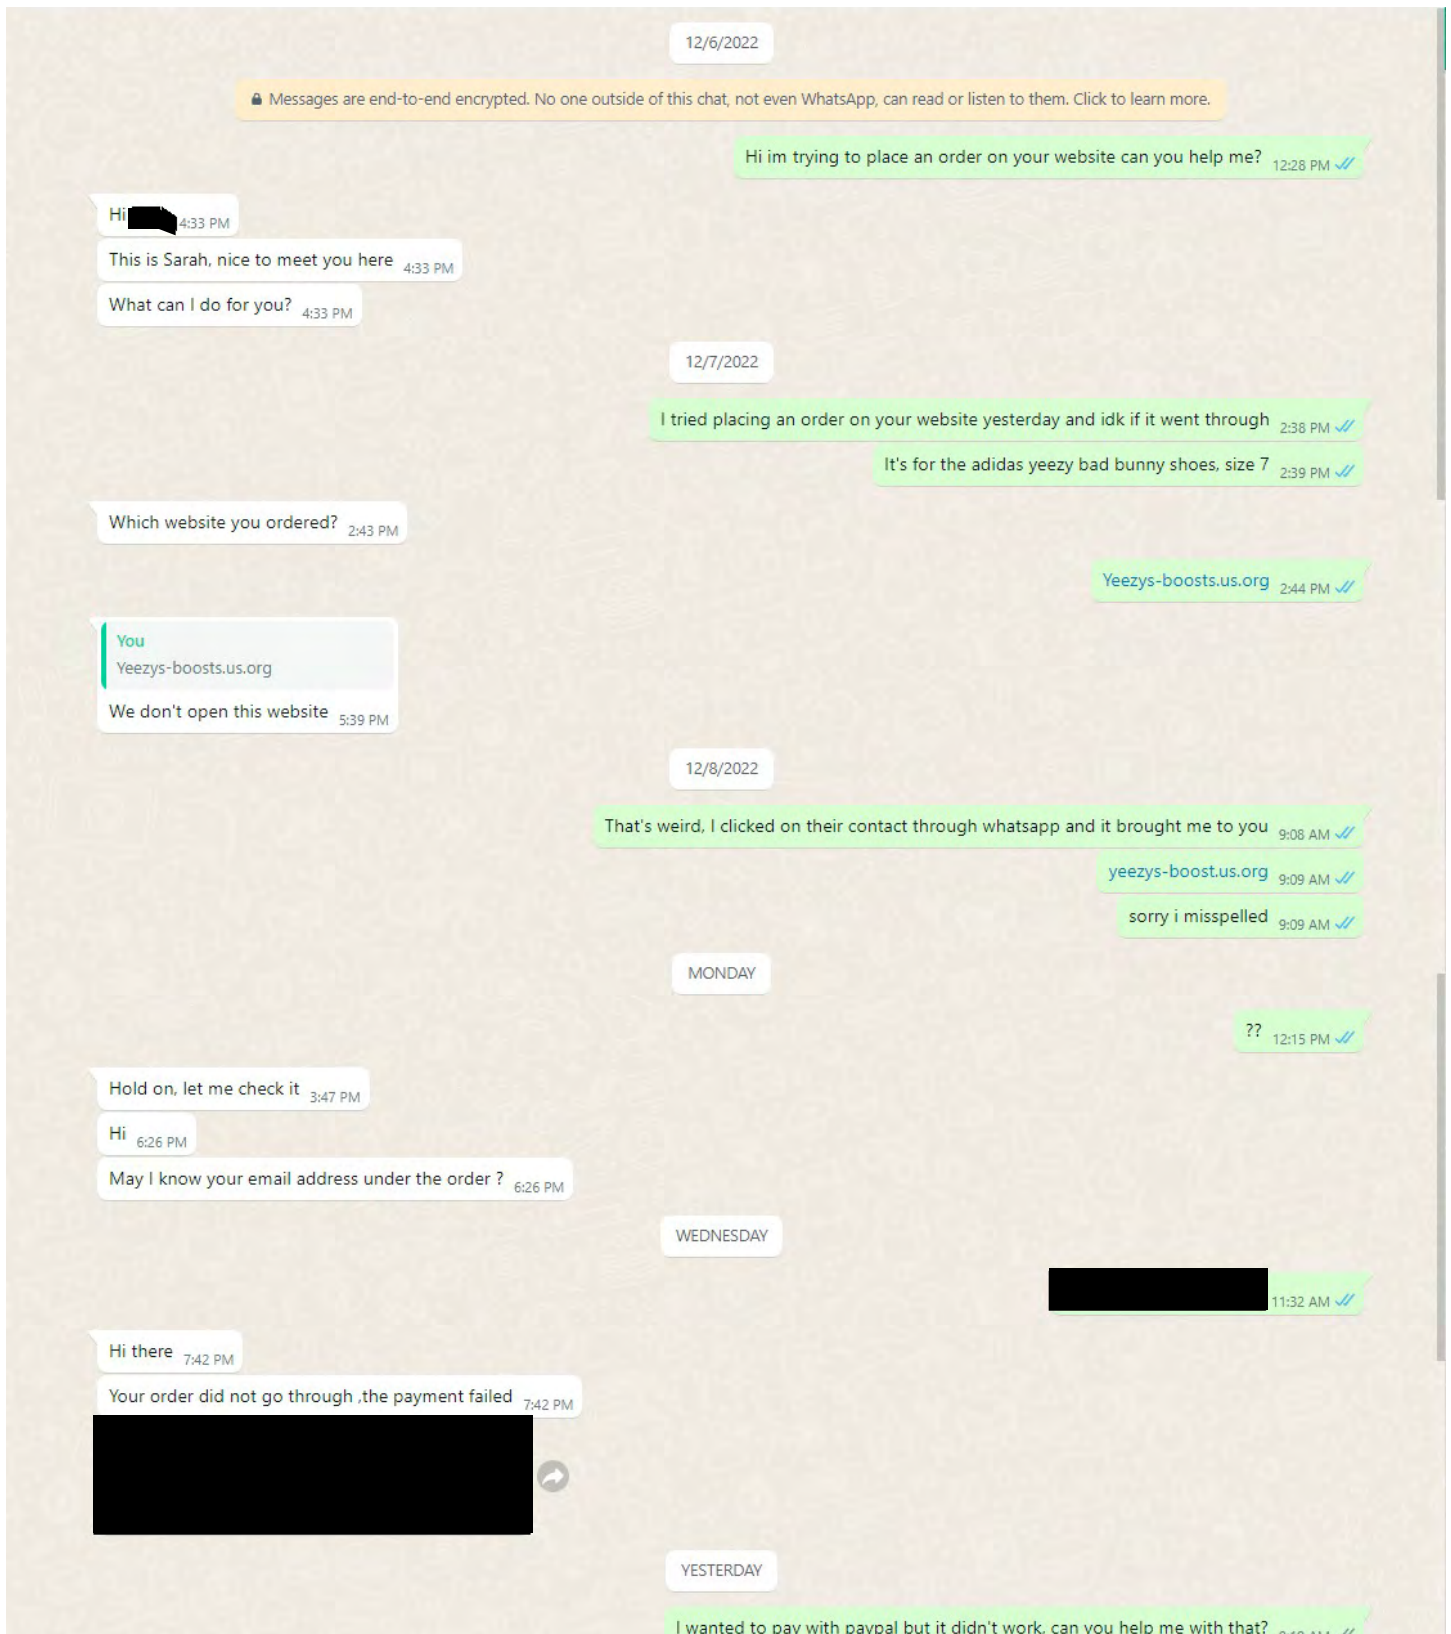 12/6/2022
Messages are end-to-end encrypted. No one outside of this chat, not even WhatsApp, can read or listen to them. Click to learn more.
Hi im trying to place an order on your website can you help me? 12:28 PM
Hi 4:33 PM
This is Sarah, nice to meet you here 4:33 PM
What can I do for you? 4:33 PM
12/7/2022
I tried placing an order on your website yesterday and idk if it went through 2:38 PM
It's for the adidas yeezy bad bunny shoes, size 7 2:39 PM
Which website you ordered? 2:43 PM
Yeezys-boosts.us.org 2:44 PM
You
Yeezys-boosts.us.org
We don't open this website 5:39 PM
12/8/2022
That's weird, I clicked on their contact through whatsapp and it brought me to you 9:08 AM
yeezys-boost.us.org 9:09 AM
sorry i misspelled 9:09 AM
MONDAY
?? 12:15 PM
Hold on, let me check it 3:47 PM
Hi 6:26 PM
May I know your email address under the order ? 6:26 PM
WEDNESDAY
11:32 AM
Hi there 7:42 PM
Your order did not go through ,the payment failed 7:42 PM
YESTERDAY
I wanted to pay with paypal but it didn't work, can you help me with that?